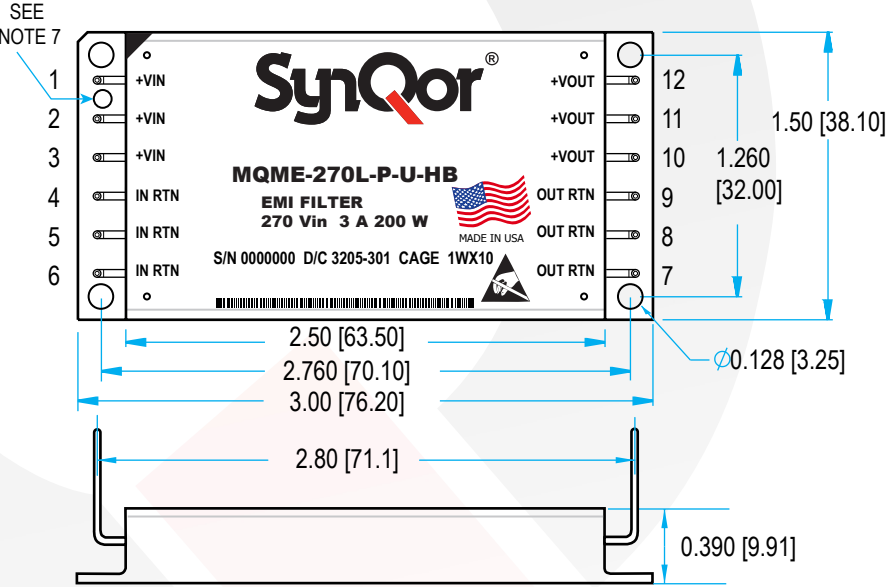 SEE
NOTE 7
SynQor®
1 +VIN
2 +VIN
3 +VIN
4 IN RTN
5 IN RTN
6 IN RTN
MQME-270L-P-U-HB
EMI FILTER
270 Vin 3 A 200 W
MADE IN USA
S/N 0000000 D/C 3205-301 CAGE 1WX10
+VOUT 12
+VOUT 11
+VOUT 10
OUT RTN 9
OUT RTN 8
OUT RTN 7
1.260
[32.00]
1.50 [38.10]
2.50 [63.50]
2.760 [70.10]
3.00 [76.20]
∅0.128 [3.25]
2.80 [71.1]
0.390 [9.91]